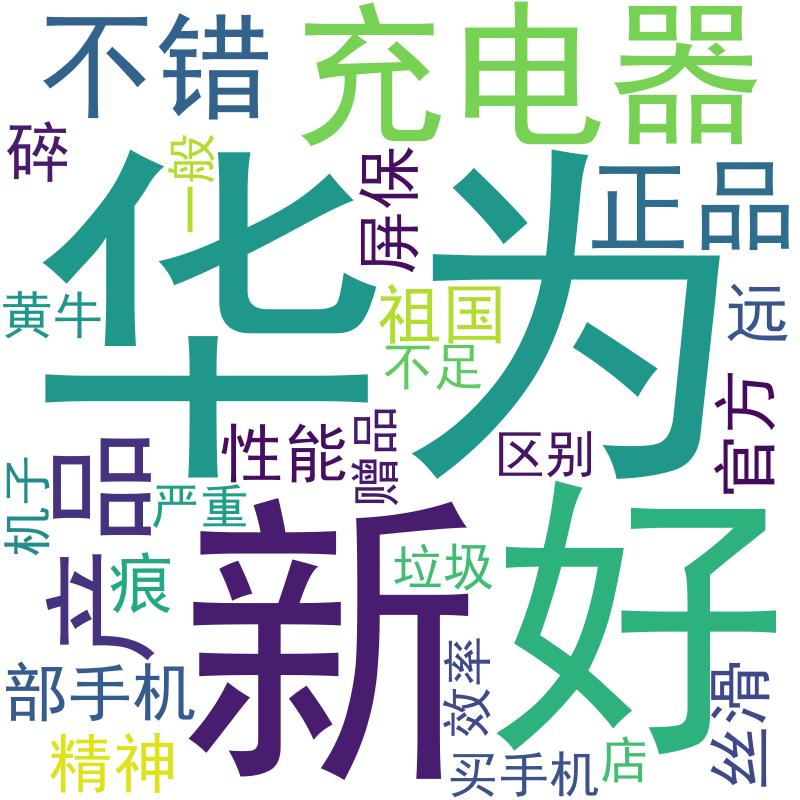 不错
充电器
碎
一般
屏保
正品
华为
黄牛
祖国
远
不足
官方
产品
性能
赠品
区别
机子
严重
新
好
痕
垃圾
部手机
效率
丝滑
精神
买手机
店